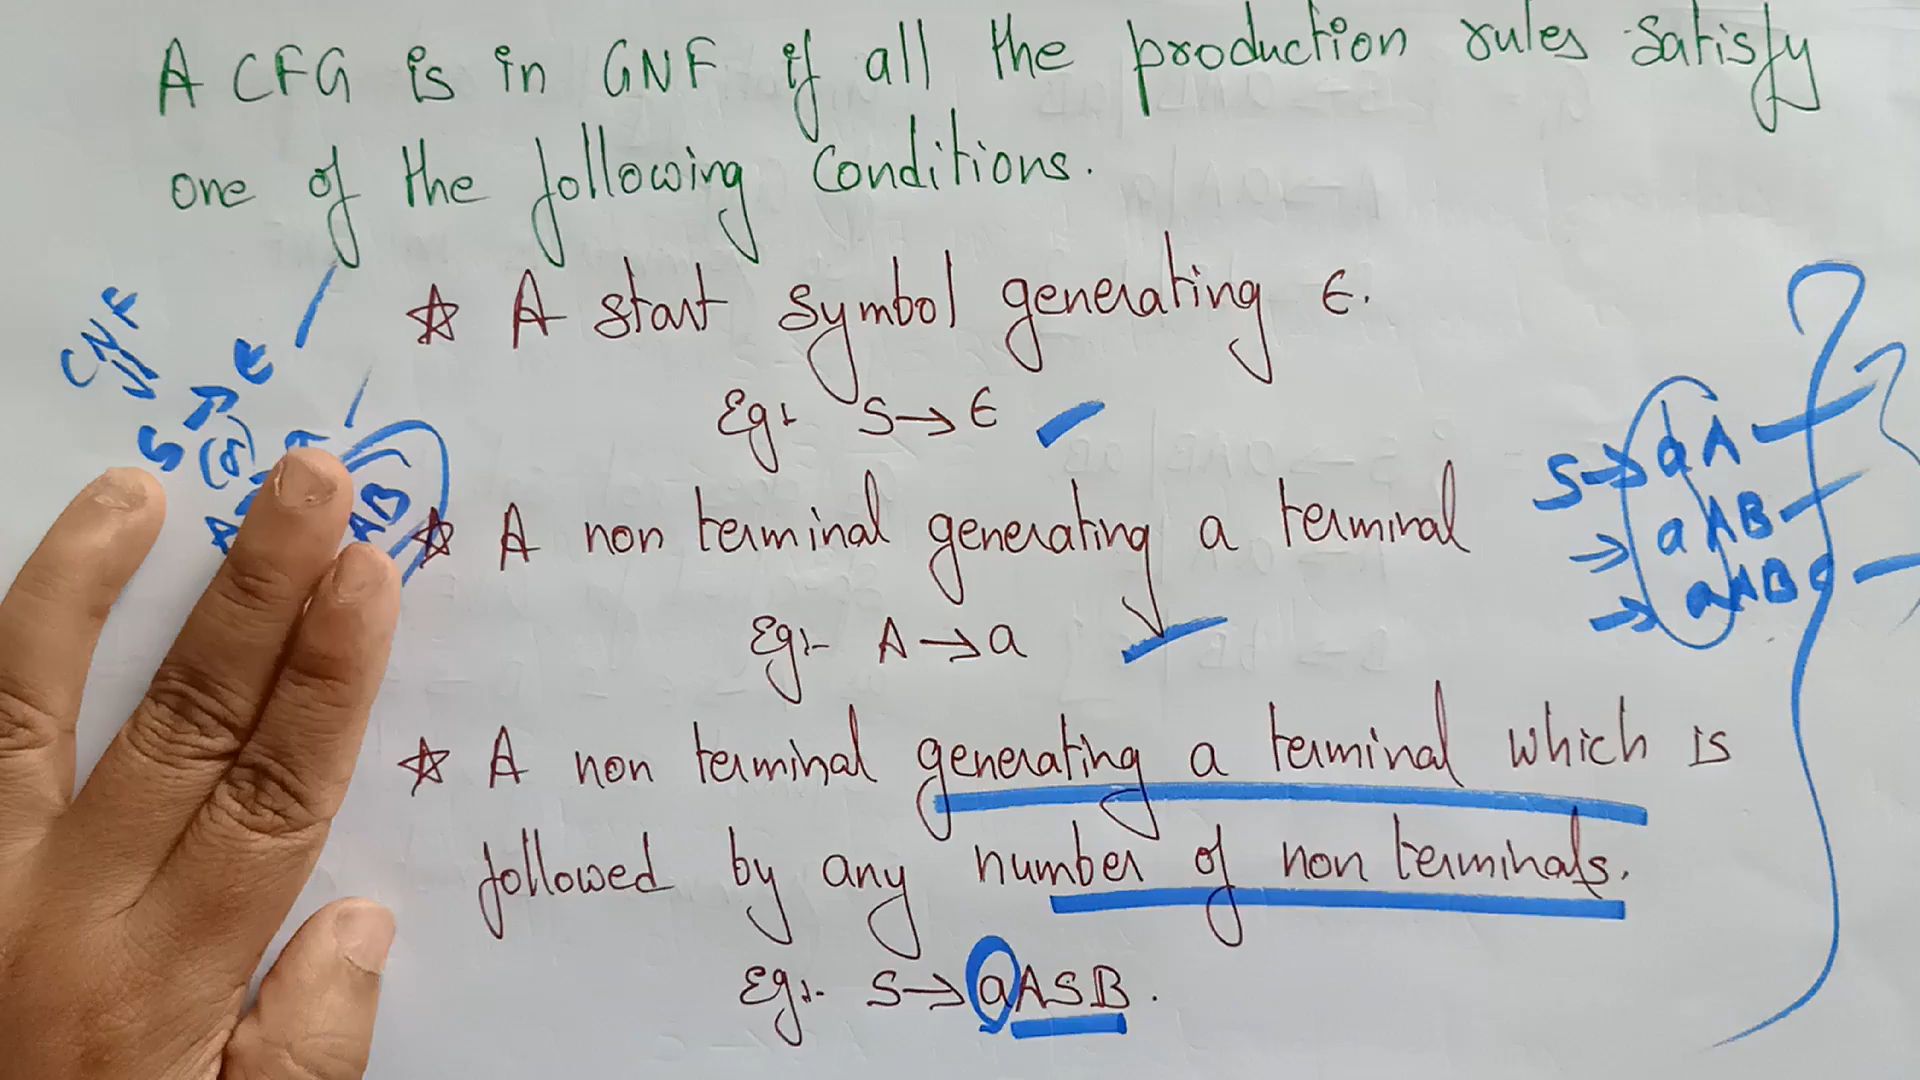 A CFG is in GNF if all the production rules satisfy
one of the following conditions.
☆ A start symbol generating ϵ.
Eg:- S→ϵ
☆ A non terminal generating a terminal
Eg:- A→a
☆ A non terminal generating a terminal which is
followed by any number of non terminals.
Eg:- S→aASB.
CNF
S→ϵ
AB
S→aA
→aAB
→aABC